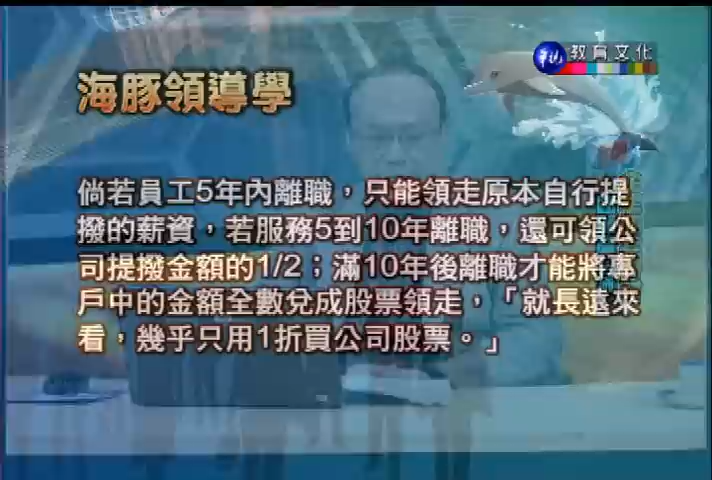 華視
教育文化
海豚領導學
倘若員工5年內離職，只能領走原本自行提
撥的薪資，若服務5到10年離職，還可領公
司提撥金額的1/2；滿10年後離職才能將專
戶中的金額全數兌成股票領走，「就長遠來
看，幾乎只用1折買公司股票。」